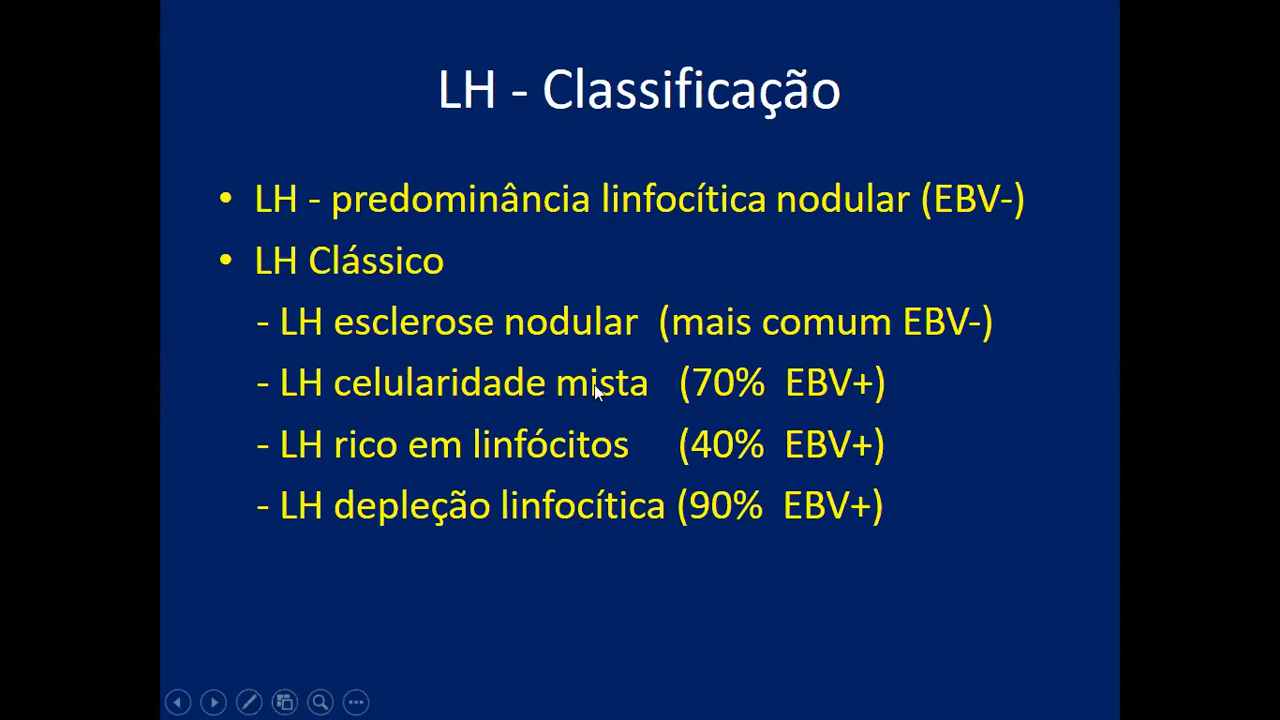 LH - Classificação
• LH - predominância linfocítica nodular (EBV-)
• LH Clássico
- LH esclerose nodular (mais comum EBV-)
- LH celularidade mista (70% EBV+)
- LH rico em linfócitos (40% EBV+)
- LH depleção linfocítica (90% EBV+)